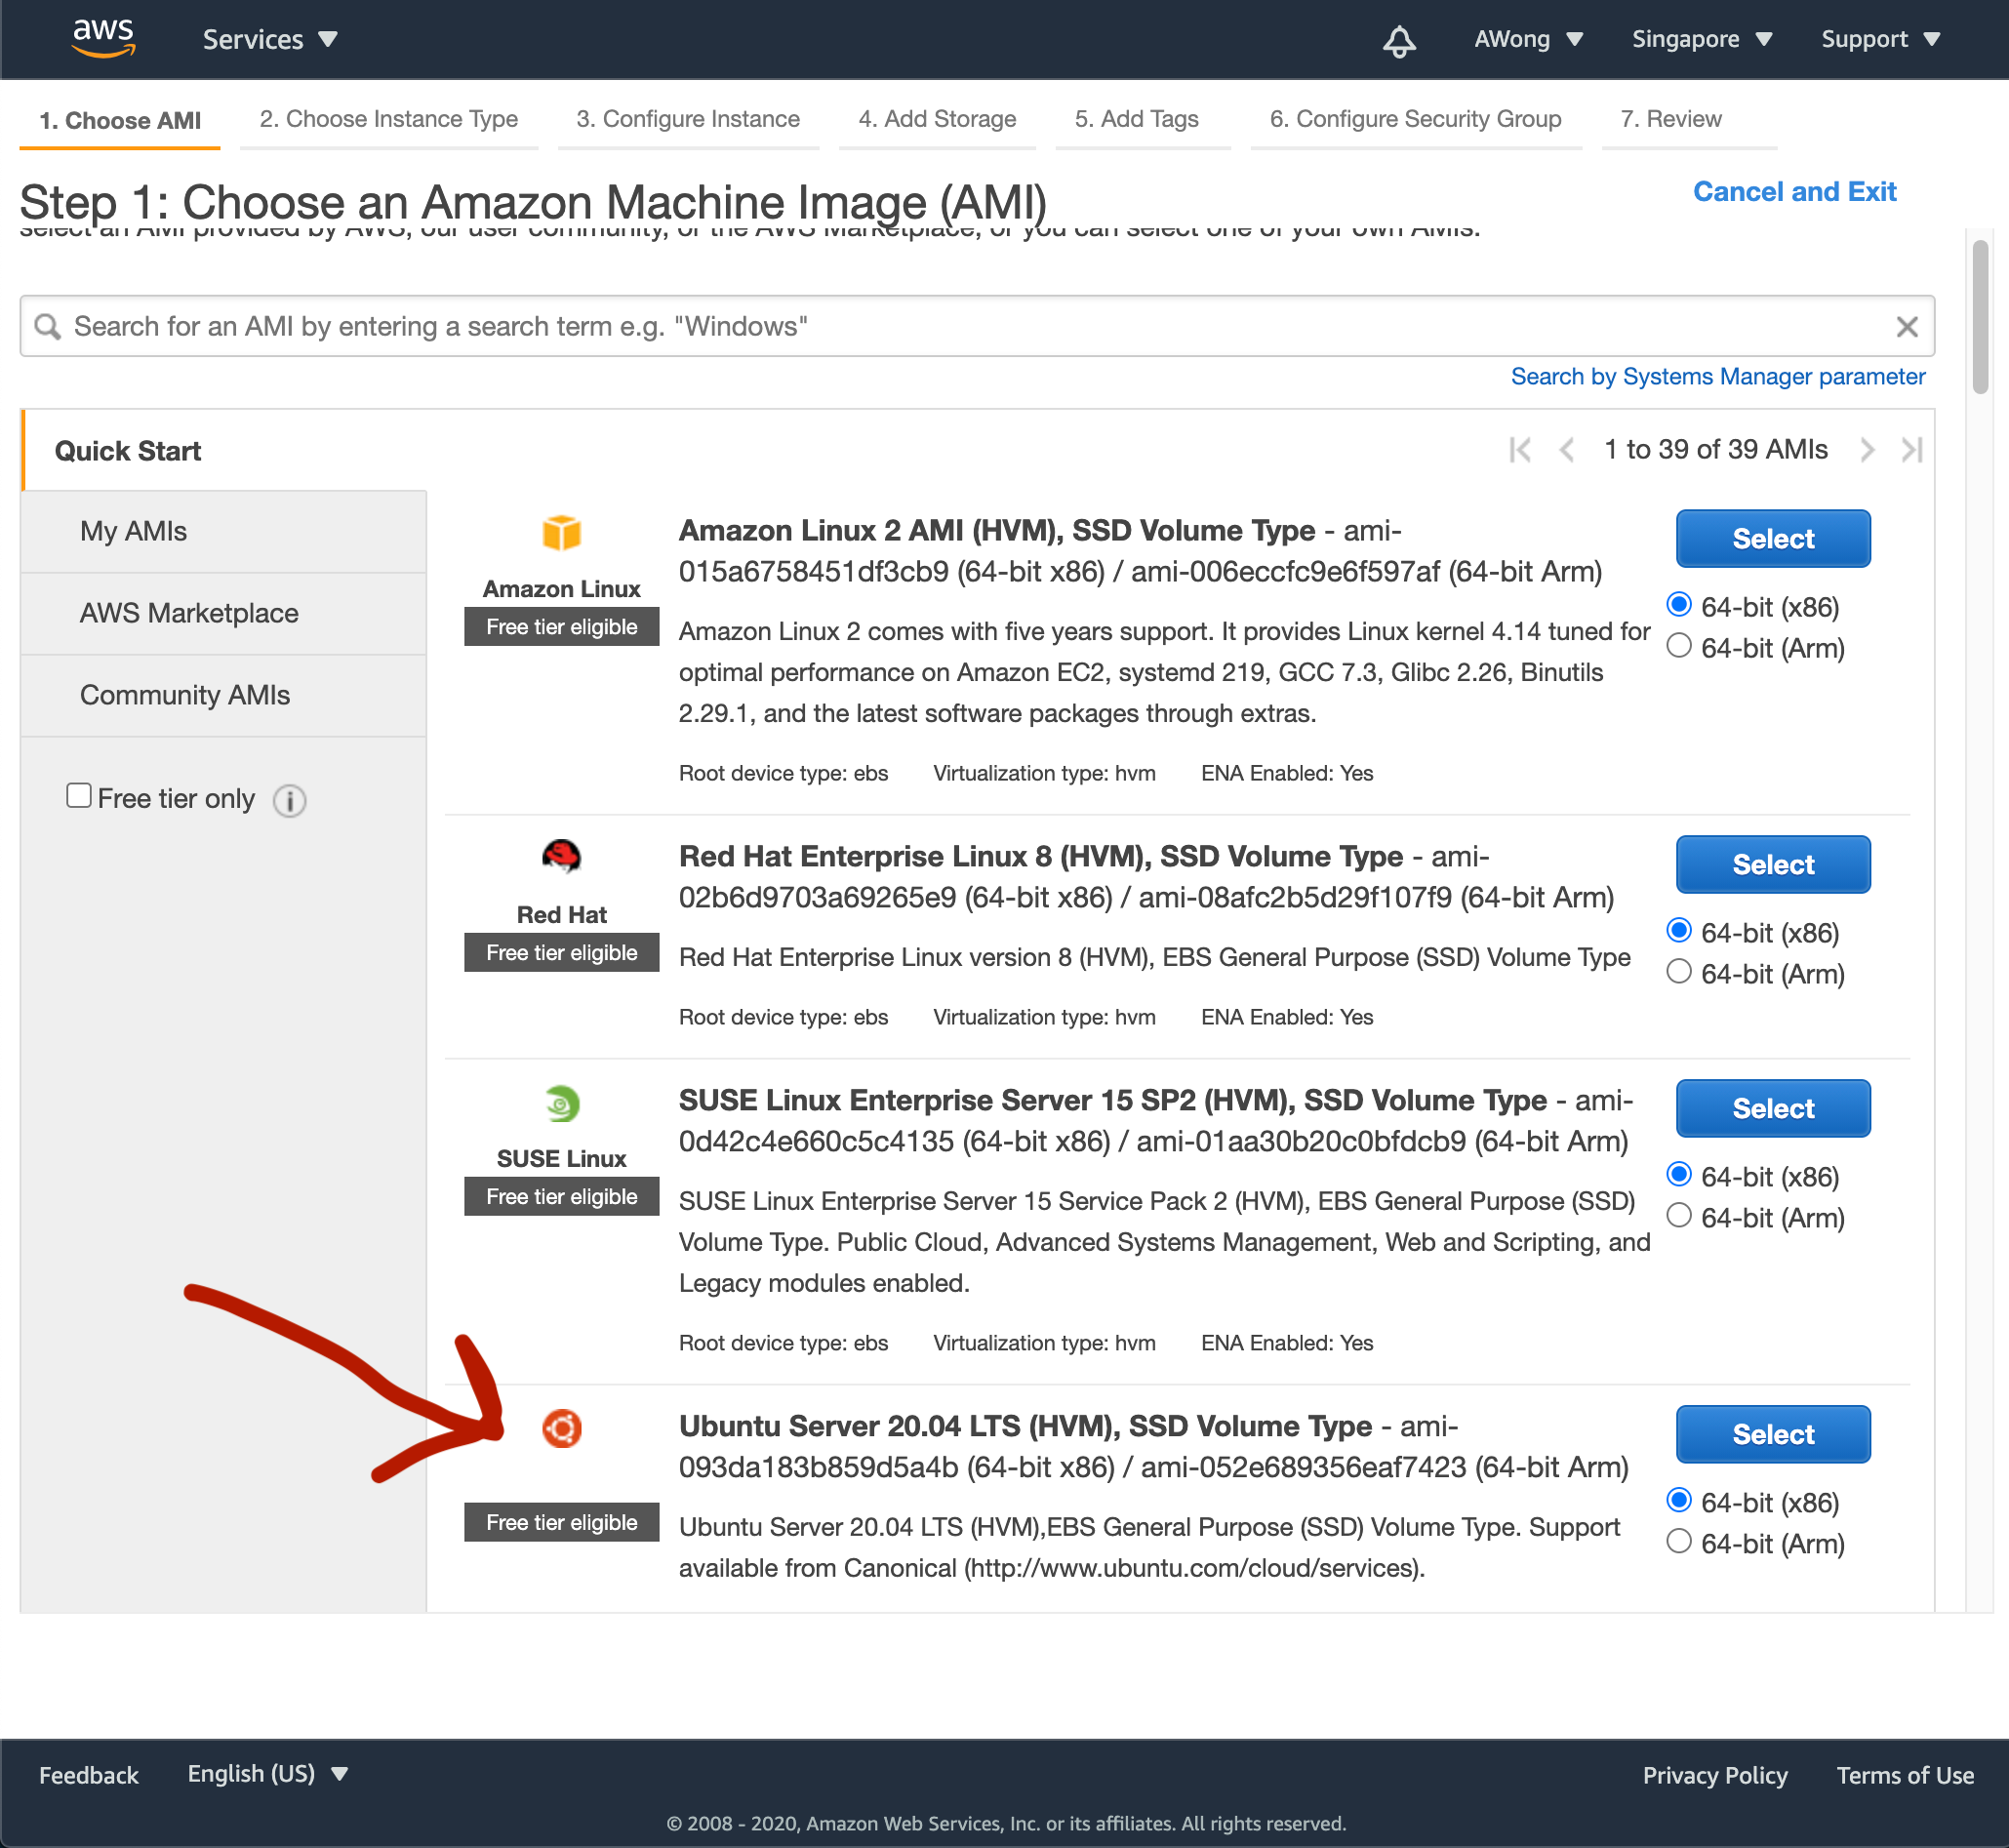 aws
Services
AWong
Singapore
Support
1. Choose AMI
2. Choose Instance Type
3. Configure Instance
4. Add Storage
5. Add Tags
6. Configure Security Group
7. Review
Step 1: Choose an Amazon Machine Image (AMI)
Cancel and Exit
select an AMI provided by AWS, our user community, or the AWS Marketplace; or you can select one of your own AMIs.
Search for an AMI by entering a search term e.g. "Windows"
Search by Systems Manager parameter
Quick Start
1 to 39 of 39 AMIs
My AMIs
AWS Marketplace
Community AMIs
Free tier only
Amazon Linux
Free tier eligible
Amazon Linux 2 AMI (HVM), SSD Volume Type - ami-
015a6758451df3cb9 (64-bit x86) / ami-006eccfc9e6f597af (64-bit Arm)
Amazon Linux 2 comes with five years support. It provides Linux kernel 4.14 tuned for
optimal performance on Amazon EC2, systemd 219, GCC 7.3, Glibc 2.26, Binutils
2.29.1, and the latest software packages through extras.
Root device type: ebs Virtualization type: hvm ENA Enabled: Yes
Select
64-bit (x86)
64-bit (Arm)
Red Hat
Free tier eligible
Red Hat Enterprise Linux 8 (HVM), SSD Volume Type - ami-
02b6d9703a69265e9 (64-bit x86) / ami-08afc2b5d29f107f9 (64-bit Arm)
Red Hat Enterprise Linux version 8 (HVM), EBS General Purpose (SSD) Volume Type
Root device type: ebs Virtualization type: hvm ENA Enabled: Yes
Select
64-bit (x86)
64-bit (Arm)
SUSE Linux
Free tier eligible
SUSE Linux Enterprise Server 15 SP2 (HVM), SSD Volume Type - ami-
0d42c4e660c5c4135 (64-bit x86) / ami-01aa30b20c0bfdcb9 (64-bit Arm)
SUSE Linux Enterprise Server 15 Service Pack 2 (HVM), EBS General Purpose (SSD)
Volume Type. Public Cloud, Advanced Systems Management, Web and Scripting, and
Legacy modules enabled.
Root device type: ebs Virtualization type: hvm ENA Enabled: Yes
Select
64-bit (x86)
64-bit (Arm)
Free tier eligible
Ubuntu Server 20.04 LTS (HVM), SSD Volume Type - ami-
093da183b859d5a4b (64-bit x86) / ami-052e689356eaf7423 (64-bit Arm)
Ubuntu Server 20.04 LTS (HVM),EBS General Purpose (SSD) Volume Type. Support
available from Canonical (http://www.ubuntu.com/cloud/services).
Select
64-bit (x86)
64-bit (Arm)
Feedback
English (US)
Privacy Policy
Terms of Use
© 2008 - 2020, Amazon Web Services, Inc. or its affiliates. All rights reserved.